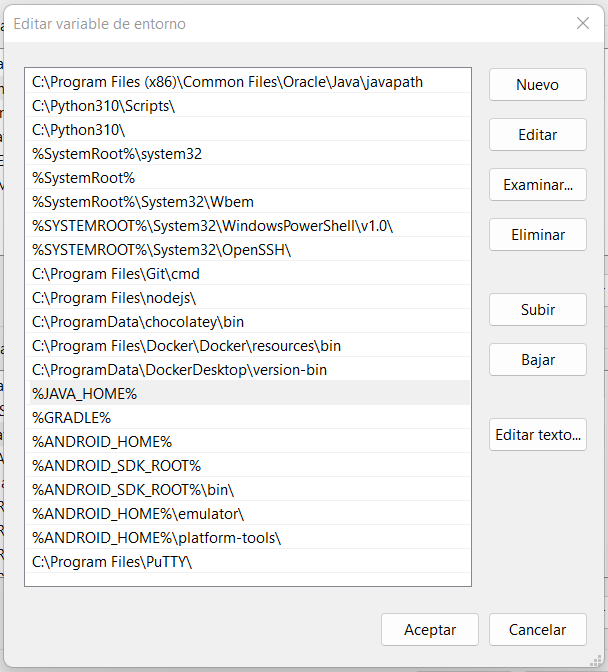 Editar variable de entorno
C:\Program Files (x86)\Common Files\Oracle\Java\javapath
C:\Python310\Scripts\
C:\Python310\
%SystemRoot%\system32
%SystemRoot%
%SystemRoot%\System32\Wbem
%SYSTEMROOT%\System32\WindowsPowerShell\v1.0\
%SYSTEMROOT%\System32\OpenSSH\
C:\Program Files\Git\cmd
C:\Program Files\nodejs\
C:\ProgramData\chocolatey\bin
C:\Program Files\Docker\Docker\resources\bin
C:\ProgramData\DockerDesktop\version-bin
%JAVA_HOME%
%GRADLE%
%ANDROID_HOME%
%ANDROID_SDK_ROOT%
%ANDROID_SDK_ROOT%\bin\
%ANDROID_HOME%\emulator\
%ANDROID_HOME%\platform-tools\
C:\Program Files\PuTTY\
Nuevo
Editar
Examinar...
Eliminar
Subir
Bajar
Editar texto...
Aceptar
Cancelar